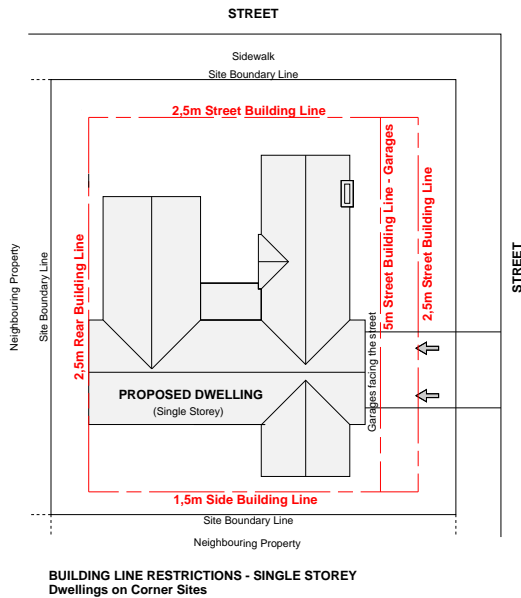 STREET
Sidewalk
Site Boundary Line
2,5m Street Building Line
5m Street Building Line - Garages
2,5m Street Building Line
STREET
Neighbouring Property
Site Boundary Line
2,5m Rear Building Line
Garages facing the street
PROPOSED DWELLING
(Single Storey)
1,5m Side Building Line
Site Boundary Line
Neighbouring Property
BUILDING LINE RESTRICTIONS - SINGLE STOREY
Dwellings on Corner Sites